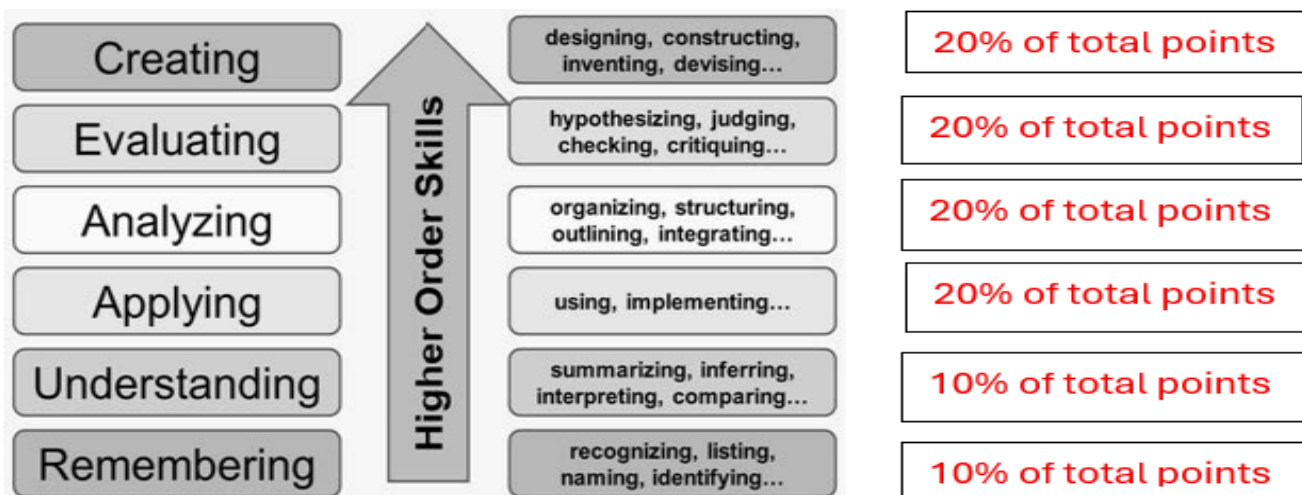 Creating
designing, constructing,
inventing, devising...
20% of total points
Evaluating
hypothesizing, judging,
checking, critiquing...
20% of total points
Analyzing
organizing, structuring,
outlining, integrating...
20% of total points
Applying
using, implementing...
20% of total points
Understanding
summarizing, inferring,
interpreting, comparing...
10% of total points
Remembering
recognizing, listing,
naming, identifying...
10% of total points
Higher Order Skills